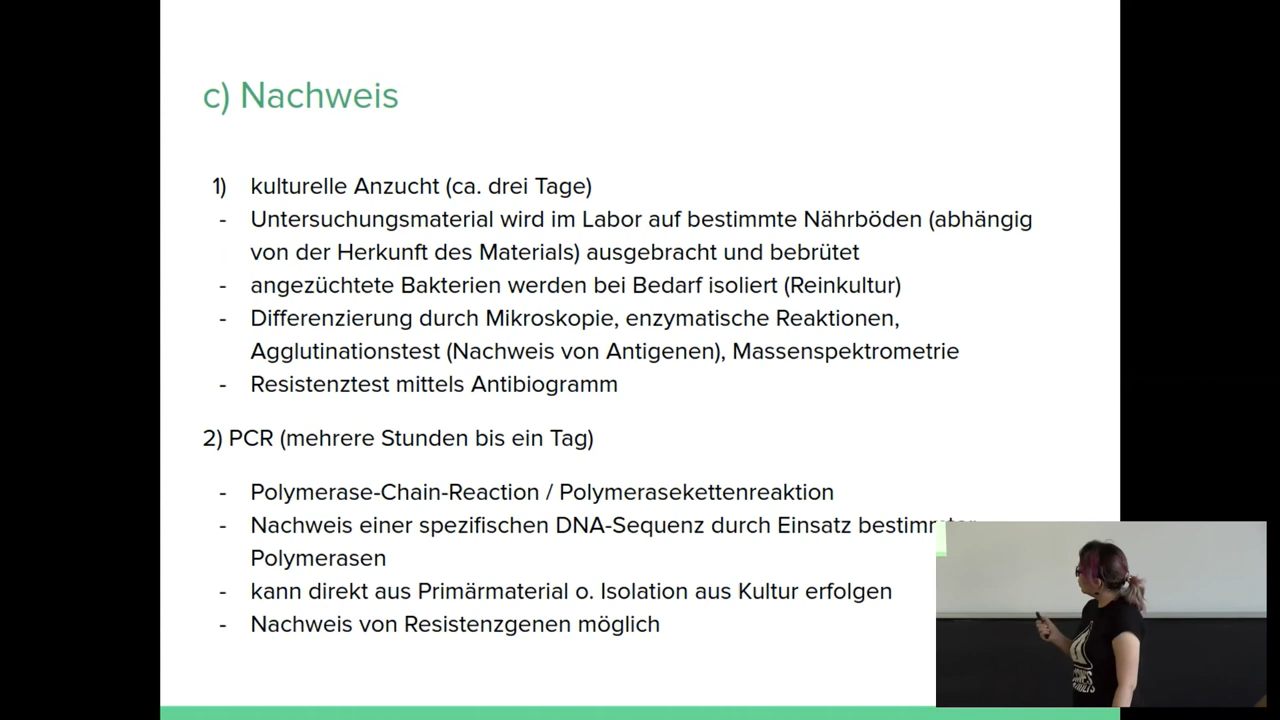 c) Nachweis
1) kulturelle Anzucht (ca. drei Tage)
- Untersuchungsmaterial wird im Labor auf bestimmte Nährböden (abhängig
von der Herkunft des Materials) ausgebracht und bebrütet
- angezüchtete Bakterien werden bei Bedarf isoliert (Reinkultur)
- Differenzierung durch Mikroskopie, enzymatische Reaktionen,
Agglutinationstest (Nachweis von Antigenen), Massenspektrometrie
- Resistenztest mittels Antibiogramm
2) PCR (mehrere Stunden bis ein Tag)
- Polymerase-Chain-Reaction / Polymerasekettenreaktion
- Nachweis einer spezifischen DNA-Sequenz durch Einsatz bestimmter
Polymerasen
- kann direkt aus Primärmaterial o. Isolation aus Kultur erfolgen
- Nachweis von Resistenzgenen möglich